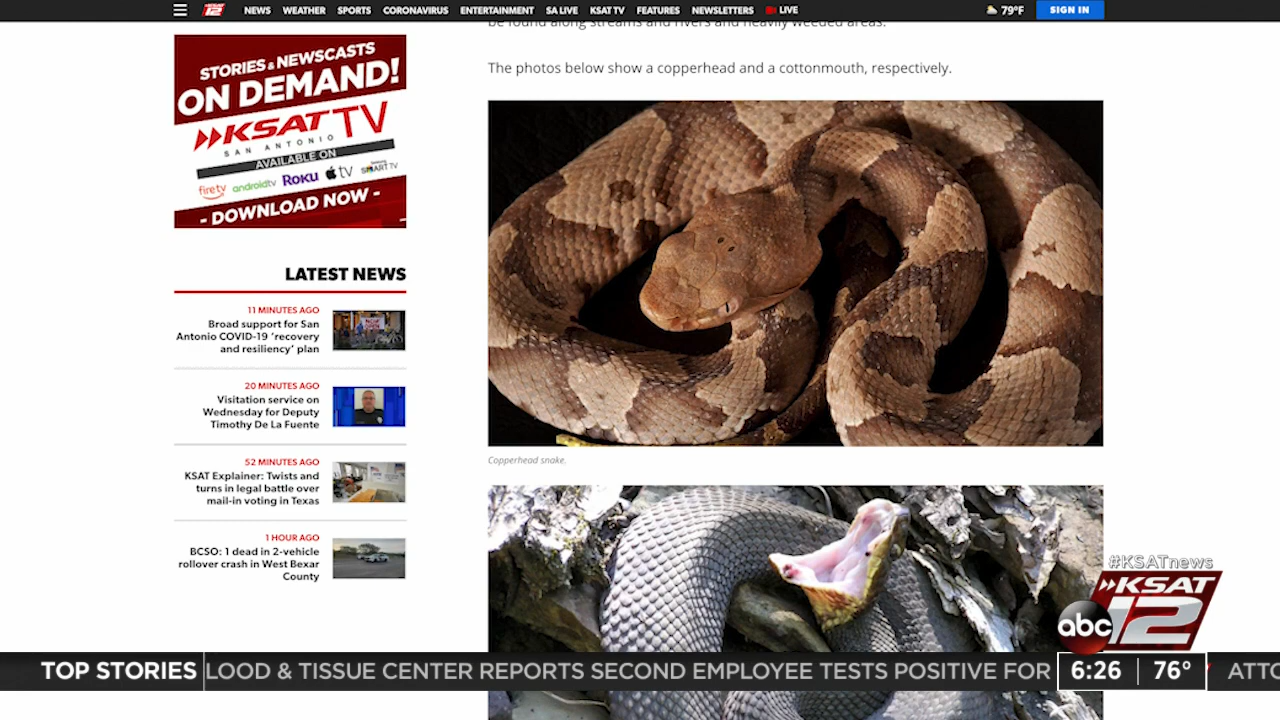 KSAT 12
NEWS WEATHER SPORTS CORONAVIRUS ENTERTAINMENT SA LIVE KSAT TV FEATURES NEWSLETTERS LIVE
79°F
SIGN IN
be found along streams and rivers and heavily weeded areas.
The photos below show a copperhead and a cottonmouth, respectively.
STORIES & NEWSCASTS
ON DEMAND!
KSAT TV
SAN ANTONIO
AVAILABLE ON
firetv androidtv Roku tv Samsung SMART TV
- DOWNLOAD NOW -
LATEST NEWS
11 MINUTES AGO
Broad support for San
Antonio COVID-19 ‘recovery
and resiliency’ plan
20 MINUTES AGO
Visitation service on
Wednesday for Deputy
Timothy De La Fuente
52 MINUTES AGO
KSAT Explainer: Twists and
turns in legal battle over
mail-in voting in Texas
1 HOUR AGO
BCSO: 1 dead in 2-vehicle
rollover crash in West Bexar
County
Copperhead snake.
#KSATnews
KSAT
abc 12
TOP STORIES LOOD & TISSUE CENTER REPORTS SECOND EMPLOYEE TESTS POSITIVE FOR 6:26 76° ATTO